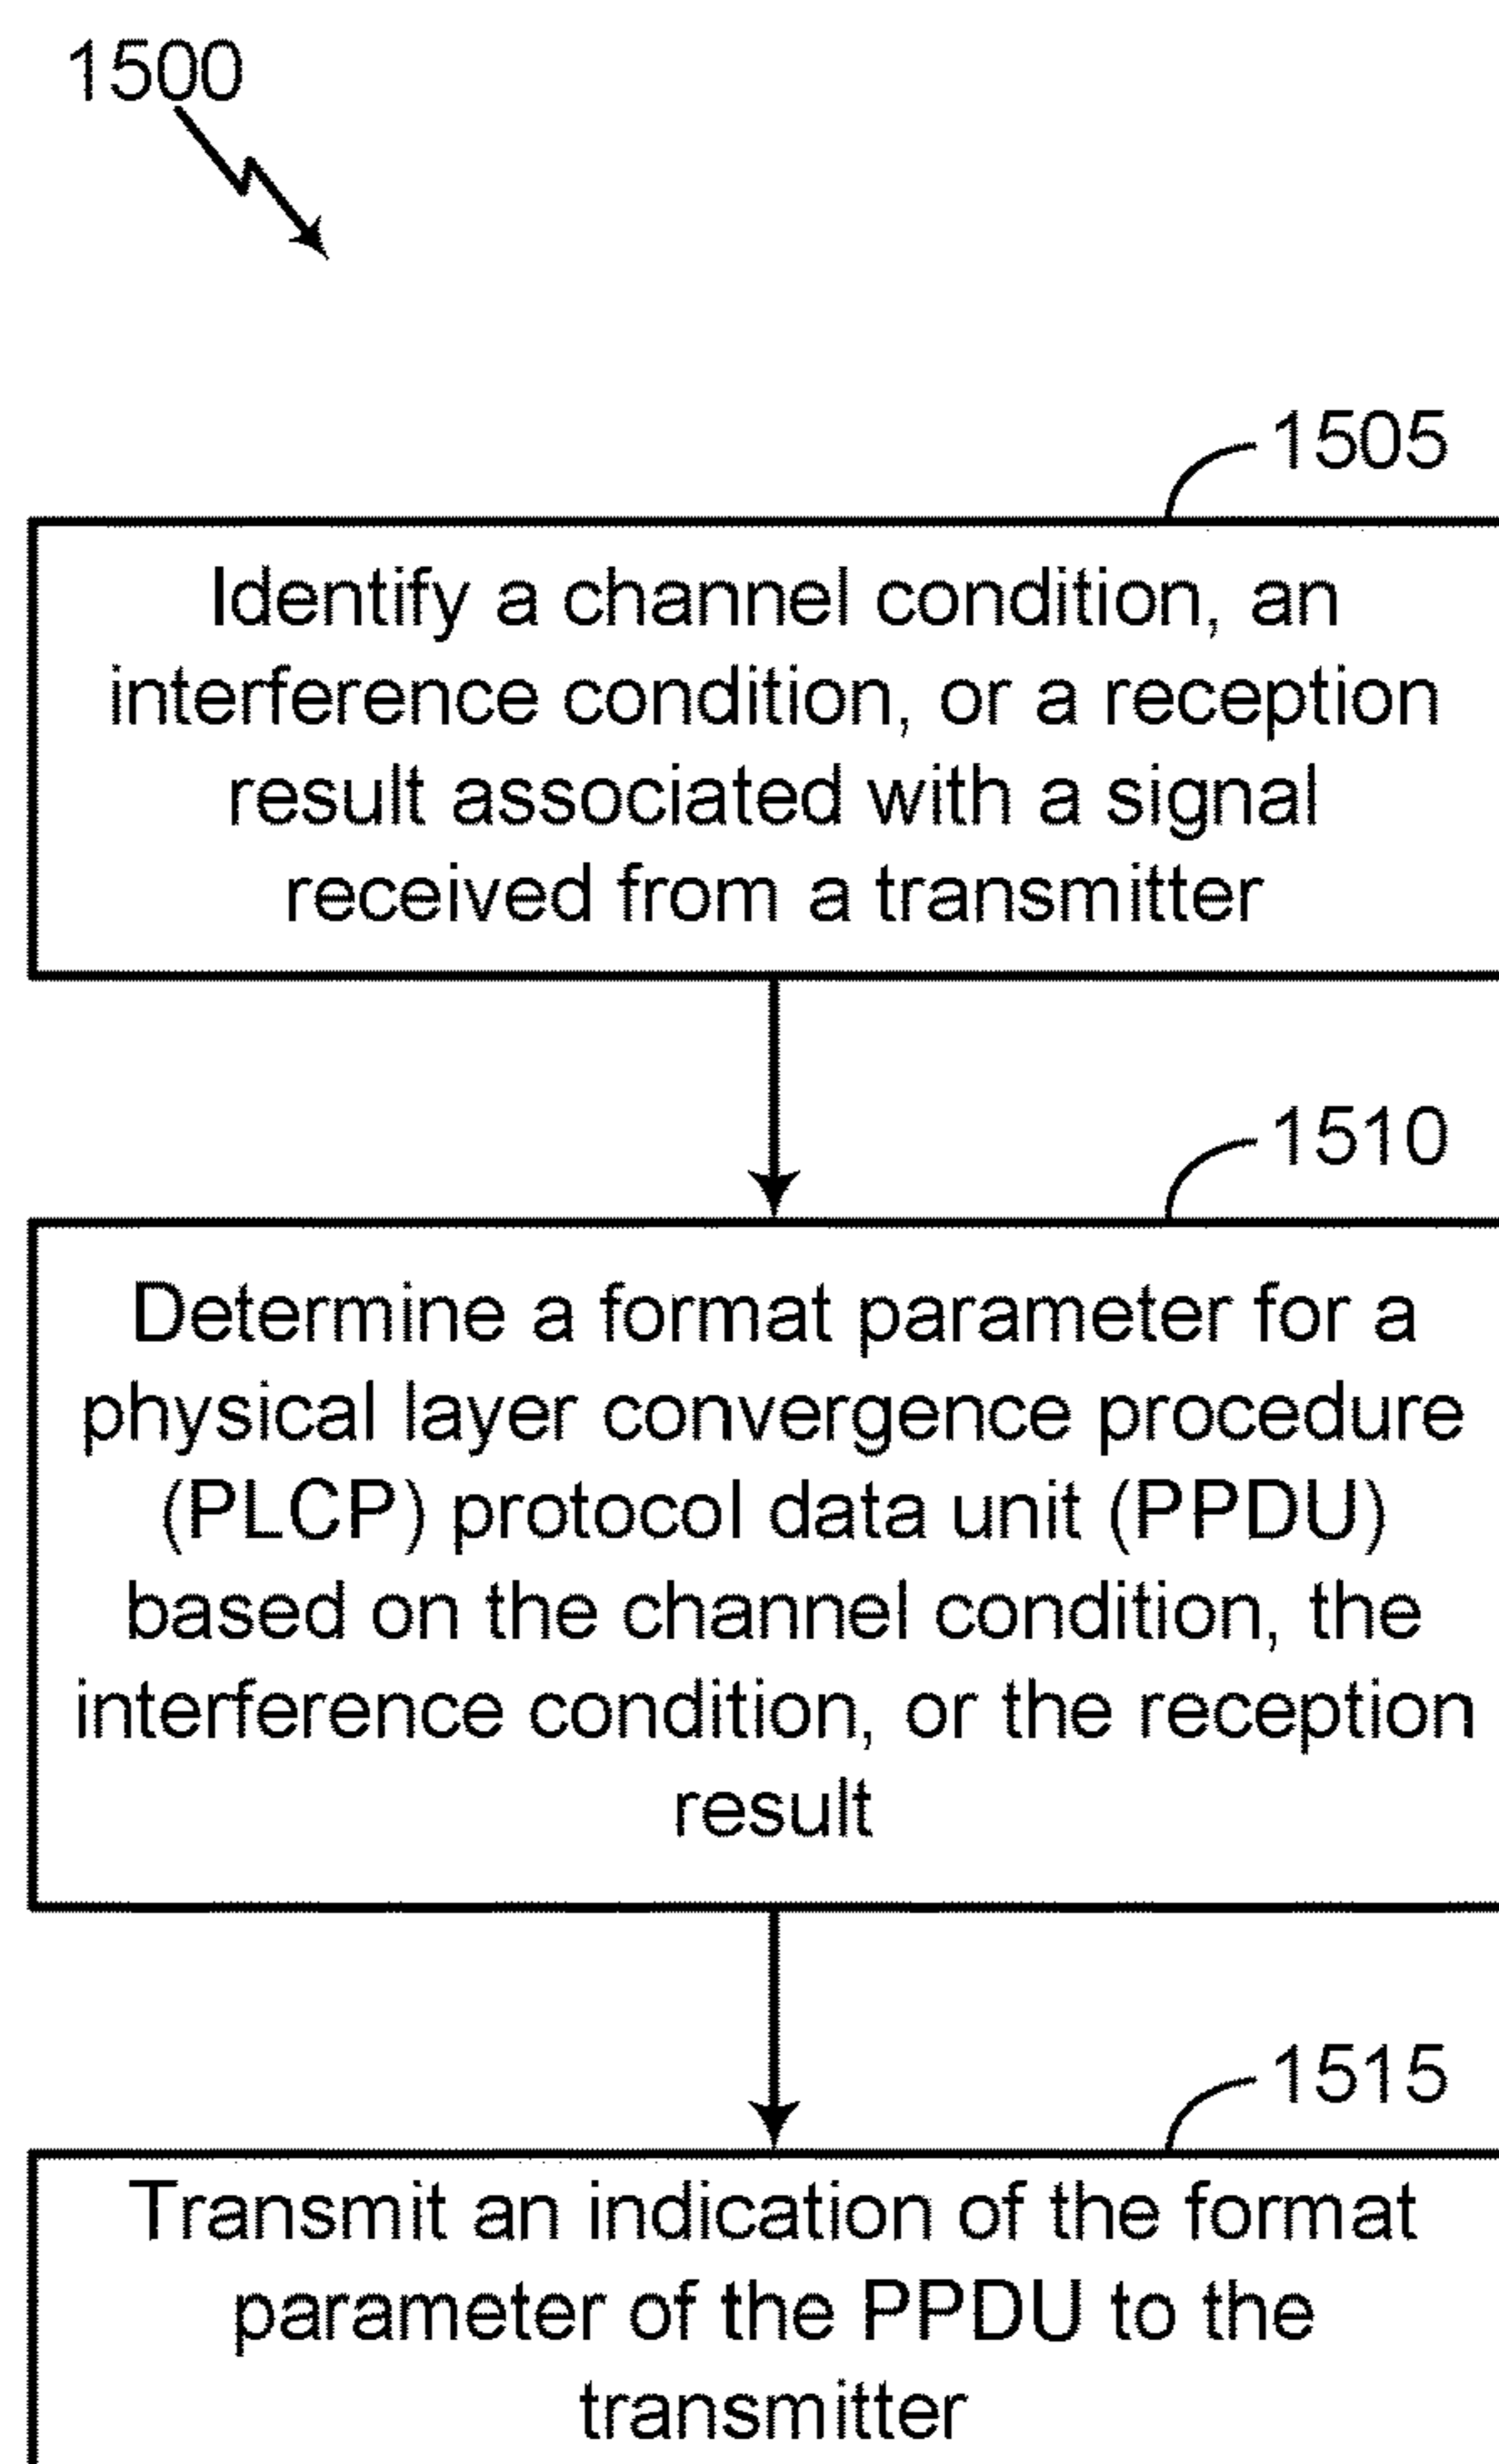 1500
1505
Identify a channel condition, an
interference condition, or a reception
result associated with a signal
received from a transmitter
1510
Determine a format parameter for a
physical layer convergence procedure
(PLCP) protocol data unit (PPDU)
based on the channel condition, the
interference condition, or the reception
result
1515
Transmit an indication of the format
parameter of the PPDU to the
transmitter